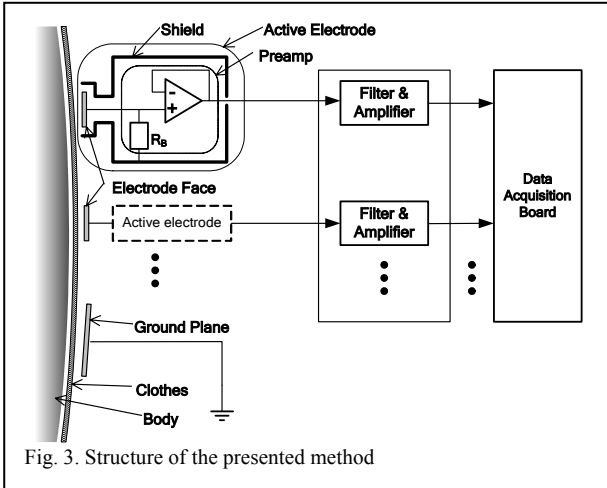 Shield
Active Electrode
Preamp
-
+
RB
Electrode Face
Active electrode
Filter &
Amplifier
Filter &
Amplifier
Data
Acquisition
Board
Ground Plane
Clothes
Body
Fig. 3. Structure of the presented method